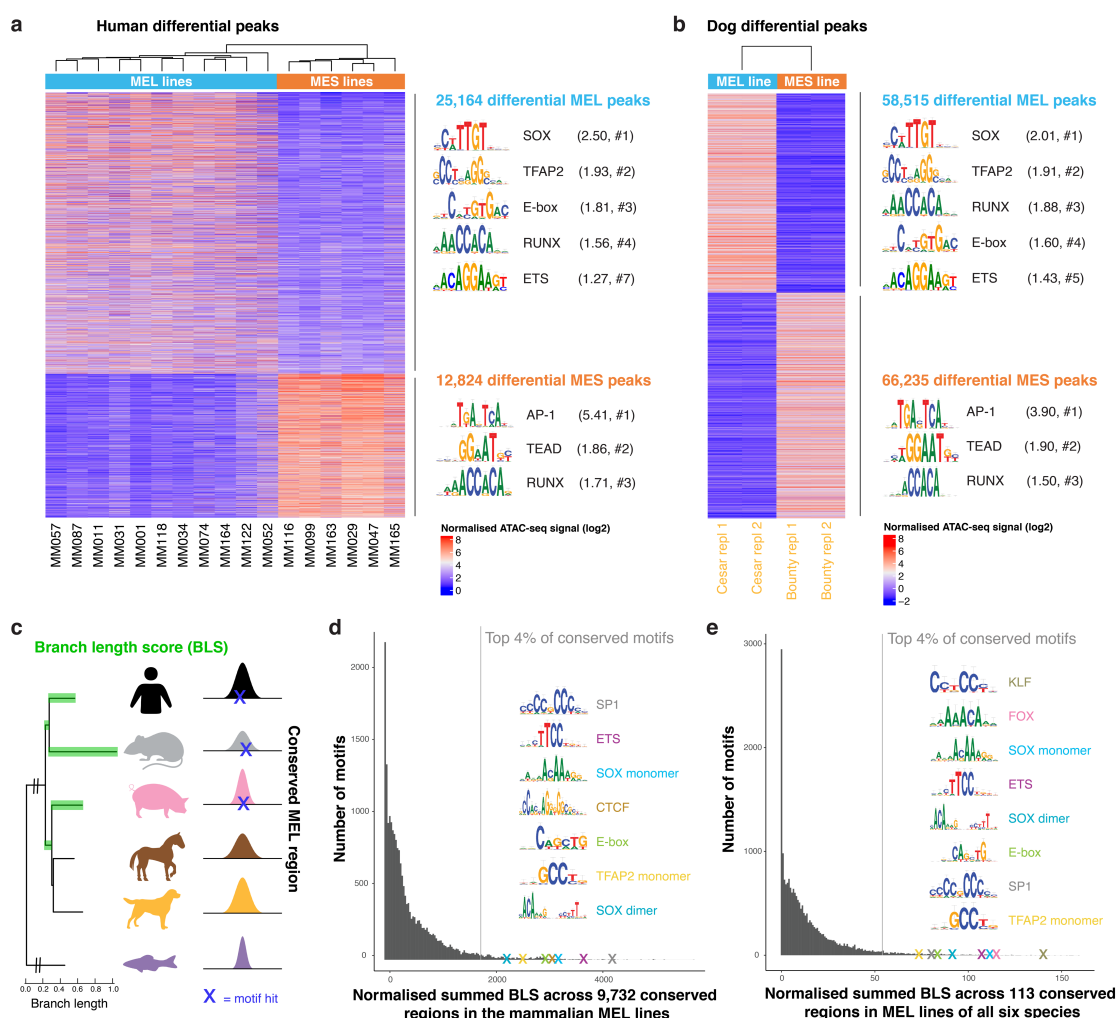 a
Human differential peaks
MEL lines
MES lines
25,164 differential MEL peaks
SOX (2.50, #1)
TFAP2 (1.93, #2)
E-box (1.81, #3)
RUNX (1.56, #4)
ETS (1.27, #7)
12,824 differential MES peaks
AP-1 (5.41, #1)
TEAD (1.86, #2)
RUNX (1.71, #3)
MM057
MM087
MM011
MM031
MM001
MM118
MM034
MM074
MM164
MM122
MM052
MM116
MM099
MM163
MM029
MM047
MM165
Normalised ATAC-seq signal (log2)
8
6
4
2
0
b
Dog differential peaks
MEL line
MES line
58,515 differential MEL peaks
SOX (2.01, #1)
TFAP2 (1.91, #2)
RUNX (1.88, #3)
E-box (1.60, #4)
ETS (1.43, #5)
66,235 differential MES peaks
AP-1 (3.90, #1)
TEAD (1.90, #2)
RUNX (1.50, #3)
Cesar repl 1
Cesar repl 2
Bounty repl 1
Bounty repl 2
Normalised ATAC-seq signal (log2)
8
6
4
2
0
−2
c
Branch length score (BLS)
Conserved MEL region
X
X
X
0.0 0.2 0.4 0.6 0.8 1.0
Branch length
X = motif hit
d
Top 4% of conserved motifs
Number of motifs
2000
1500
1000
500
0
SP1
ETS
SOX monomer
CTCF
E-box
TFAP2 monomer
SOX dimer
0 2000 4000
Normalised summed BLS across 9,732 conserved
regions in the mammalian MEL lines
e
Top 4% of conserved motifs
Number of motifs
3000
2000
1000
0
KLF
FOX
SOX monomer
ETS
SOX dimer
E-box
SP1
TFAP2 monomer
0 50 100 150
Normalised summed BLS across 113 conserved
regions in MEL lines of all six species